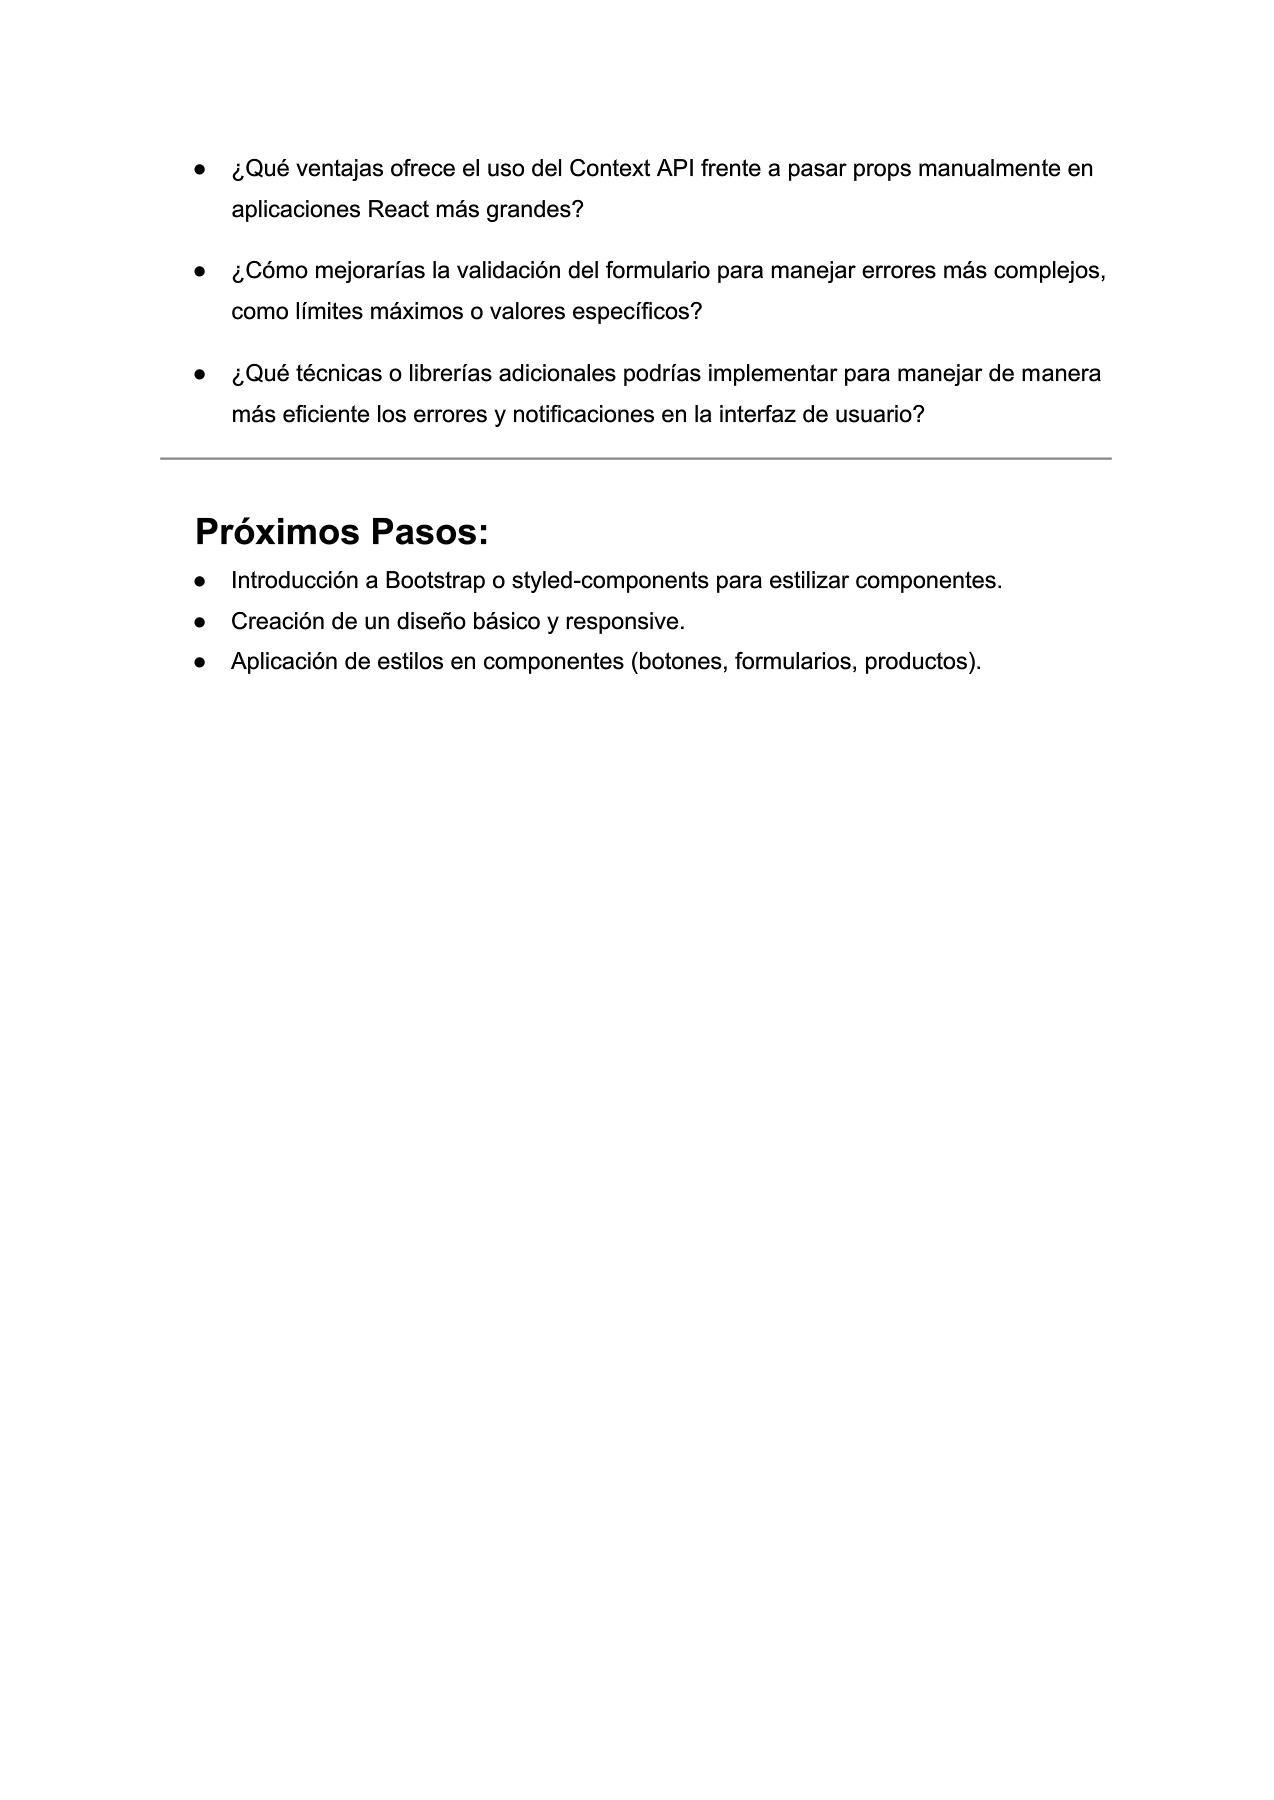 ● ¿Qué ventajas ofrece el uso del Context API frente a pasar props manualmente en
aplicaciones React más grandes?
● ¿Cómo mejorarías la validación del formulario para manejar errores más complejos,
como límites máximos o valores específicos?
● ¿Qué técnicas o librerías adicionales podrías implementar para manejar de manera
más eficiente los errores y notificaciones en la interfaz de usuario?
Próximos Pasos:
● Introducción a Bootstrap o styled-components para estilizar componentes.
● Creación de un diseño básico y responsive.
● Aplicación de estilos en componentes (botones, formularios, productos).